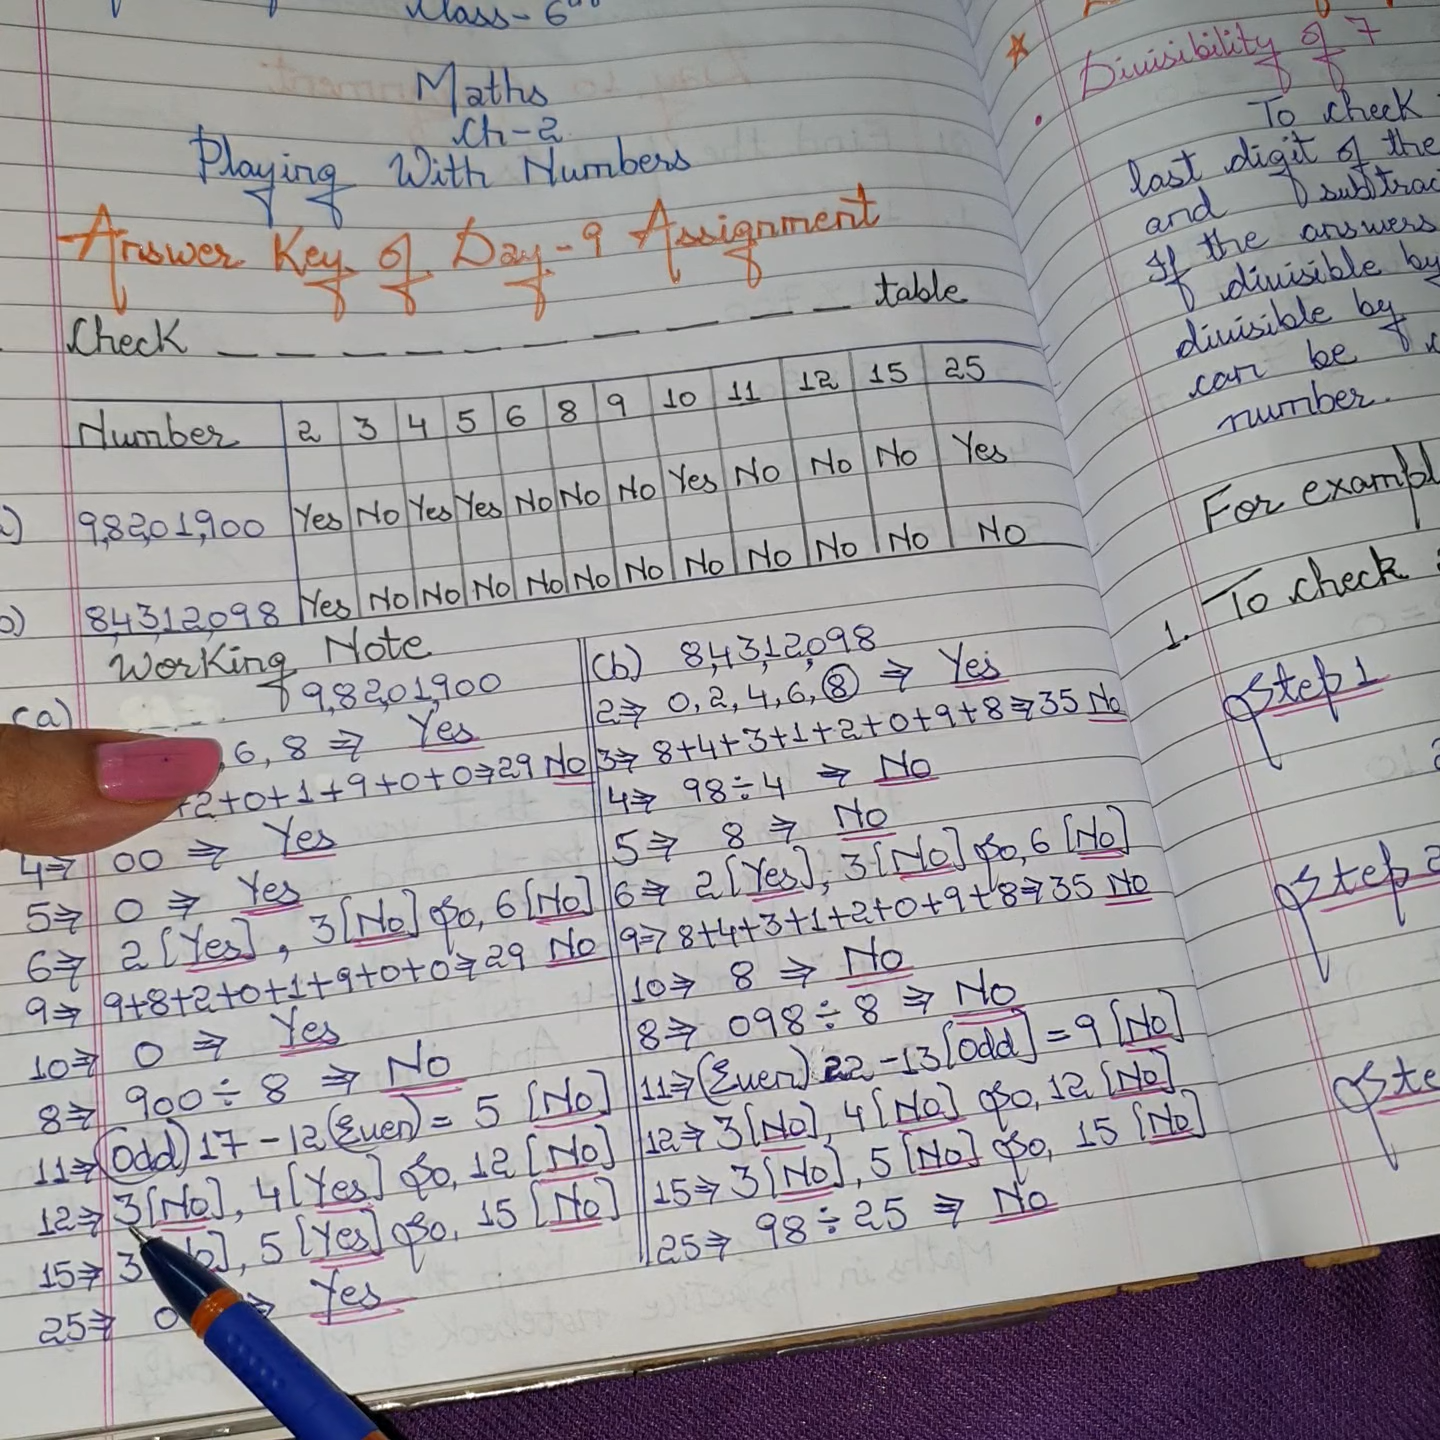 Class-6th
Maths
Ch-2
Playing With Numbers
Answer Key of Day-9 Assignment
Check _ _ _ _ _ _ _ _ _ _ table
Number 2 3 4 5 6 8 9 10 11 12 15 25
9,82,01,900 Yes No Yes Yes No No No Yes No No No Yes
84,31,2,098 Yes No No No No No No No No No No No
Working Note
(a) 9,82,01,900
6, 8 ⇒ Yes
+2+0+1+9+0+0⇒29 No
4⇒ 00 ⇒ Yes
5⇒ 0 ⇒ Yes
6⇒ 2[Yes], 3[No] So, 6[No]
9⇒ 9+8+2+0+1+9+0+0⇒29 No
10⇒ 0 ⇒ Yes
8⇒ 900÷8 ⇒ No
11⇒ (Odd) 17-12 (Even) = 5 [No]
12⇒ 3[No], 4[Yes] So, 12 [No]
15⇒ 3 No], 5[Yes] So, 15 [No]
25⇒ 0 ⇒ Yes
(b) 84,31,2,098
2⇒ 0, 2, 4, 6, 8 ⇒ Yes
3⇒ 8+4+3+1+2+0+9+8⇒35 No
4⇒ 98÷4 ⇒ No
5⇒ 8 ⇒ No
6⇒ 2[Yes], 3[No] So, 6 [No]
9⇒ 8+4+3+1+2+0+9+8⇒35 No
10⇒ 8 ⇒ No
8⇒ 098÷8 ⇒ No
11⇒ (Even) 22-13[Odd] = 9 [No]
12⇒ 3[No], 4[No] So, 12 [No]
15⇒ 3[No], 5[No] So, 15 [No]
25⇒ 98÷25 ⇒ No
Divisibility of 7
To check
last digit of the
and subtrac
If the answers
divisible by
divisible by
can be
number.
For exampl
1. To check
Step 1
Step 2
Ste